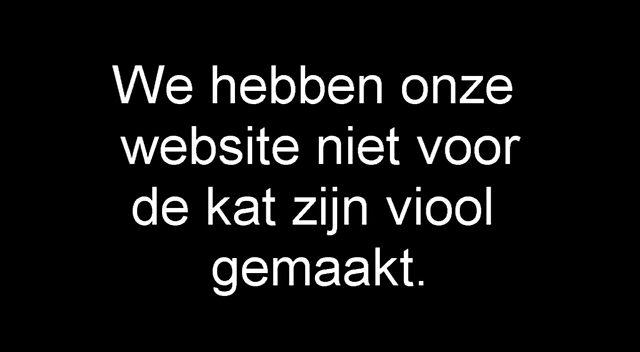 We hebben onze
website niet voor
de kat zijn viool
gemaakt.